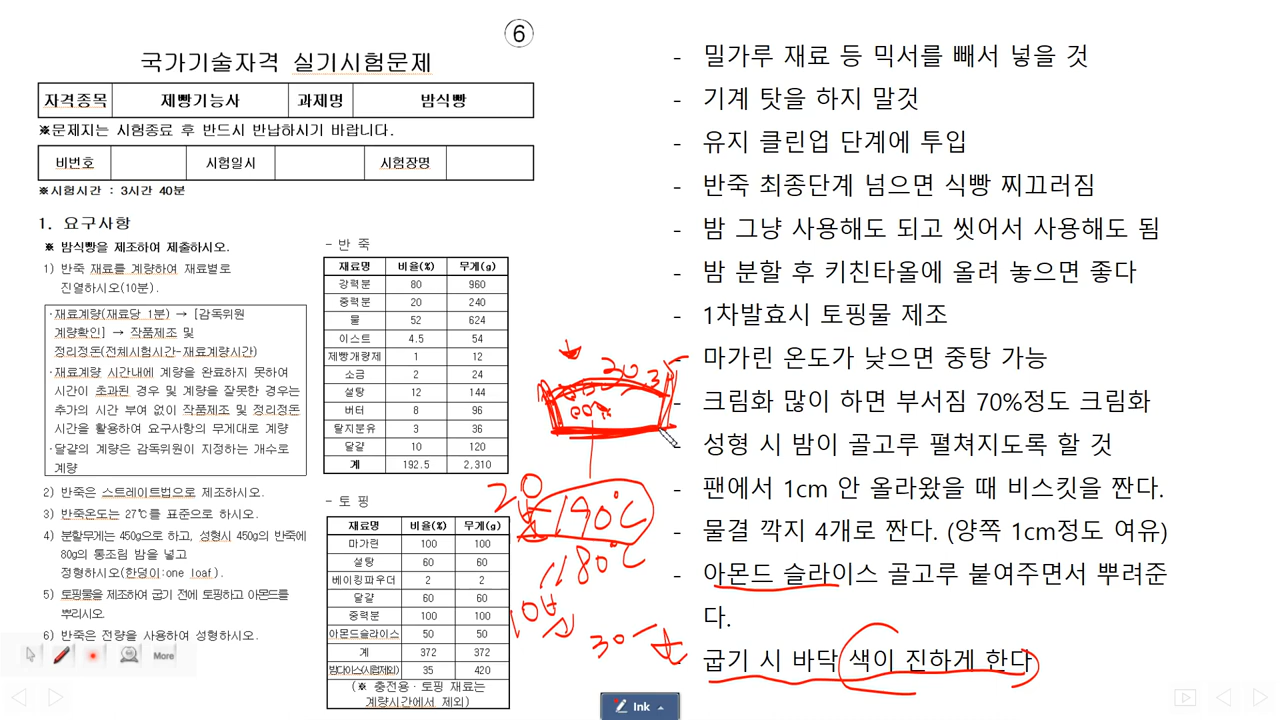 ⑥
국가기술자격 실기시험문제
자격종목 제빵기능사 과제명 밤식빵
※문제지는 시험종료 후 반드시 반납하시기 바랍니다.
비번호 시험일시 시험장명
※시험시간 : 3시간 40분
1. 요구사항
※ 밤식빵을 제조하여 제출하시오.
1) 반죽 재료를 계량하여 재료별로
진열하시오(10분).
·재료계량(재료당 1분) → [감독위원
계량확인] → 작품제조 및
정리정돈(전체시험시간-재료계량시간)
·재료계량 시간내에 계량을 완료하지 못하여
시간이 초과된 경우 및 계량을 잘못한 경우는
추가의 시간 부여 없이 작품제조 및 정리정돈
시간을 활용하여 요구사항의 무게대로 계량
·달걀의 계량은 감독위원이 지정하는 개수로
계량
2) 반죽은 스트레이트법으로 제조하시오.
3) 반죽온도는 27℃를 표준으로 하시오.
4) 분할무게는 450g으로 하고, 성형시 450g의 반죽에
80g의 통조림 밤을 넣고
정형하시오(한덩이:one loaf).
5) 토핑물을 제조하여 굽기 전에 토핑하고 아몬드를
뿌리시오.
6) 반죽은 전량을 사용하여 성형하시오.
- 반 죽
재료명 비율(%) 무게(g)
강력분 80 960
중력분 20 240
물 52 624
이스트 4.5 54
제빵개량제 1 12
소금 2 24
설탕 12 144
버터 8 96
탈지분유 3 36
달걀 10 120
계 192.5 2,310
- 토 핑
재료명 비율(%) 무게(g)
마가린 100 100
설탕 60 60
베이킹파우더 2 2
달걀 60 60
중력분 100 100
아몬드슬라이스 50 50
계 372 372
밤다이스(시럽제외) 35 420
(※ 충전용·토핑 재료는
계량시간에서 제외)
- 밀가루 재료 등 믹서를 빼서 넣을 것
- 기계 탓을 하지 말것
- 유지 클린업 단계에 투입
- 반죽 최종단계 넘으면 식빵 찌끄러짐
- 밤 그냥 사용해도 되고 씻어서 사용해도 됨
- 밤 분할 후 키친타올에 올려 놓으면 좋다
- 1차발효시 토핑물 제조
- 마가린 온도가 낮으면 중탕 가능
- 크림화 많이 하면 부서짐 70%정도 크림화
- 성형 시 밤이 골고루 펼쳐지도록 할 것
- 팬에서 1cm 안 올라왔을 때 비스킷을 짠다.
- 물결 깍지 4개로 짠다. (양쪽 1cm정도 여유)
- 아몬드 슬라이스 골고루 붙여주면서 뿌려준
다.
- 굽기 시 바닥 색이 진하게 한다
20
190℃
180℃
10분
30
More
Ink